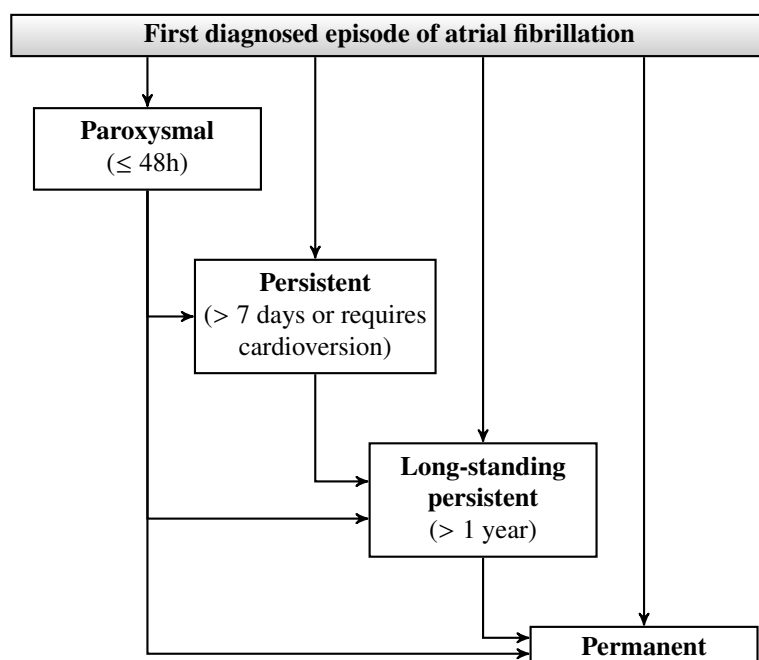 First diagnosed episode of atrial fibrillation
Paroxysmal
(≤ 48h)
Persistent
(> 7 days or requires
cardioversion)
Long-standing
persistent
(> 1 year)
Permanent